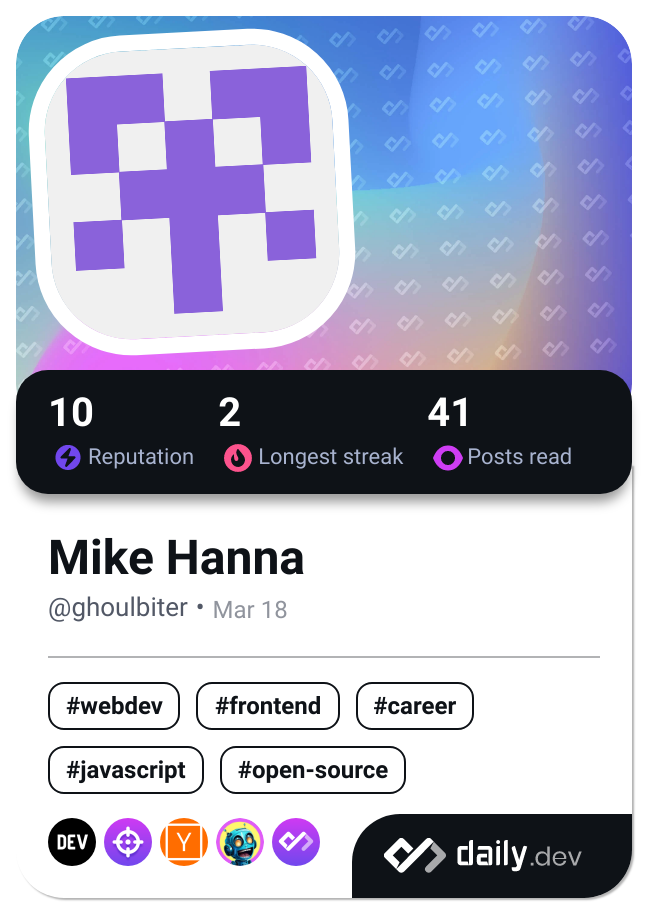 10
2
41
Reputation
Longest streak
Posts read
Mike Hanna
@ghoulbiter • Mar 18
#webdev
#frontend
#career
#javascript
#open-source
DEV
Y
daily.dev